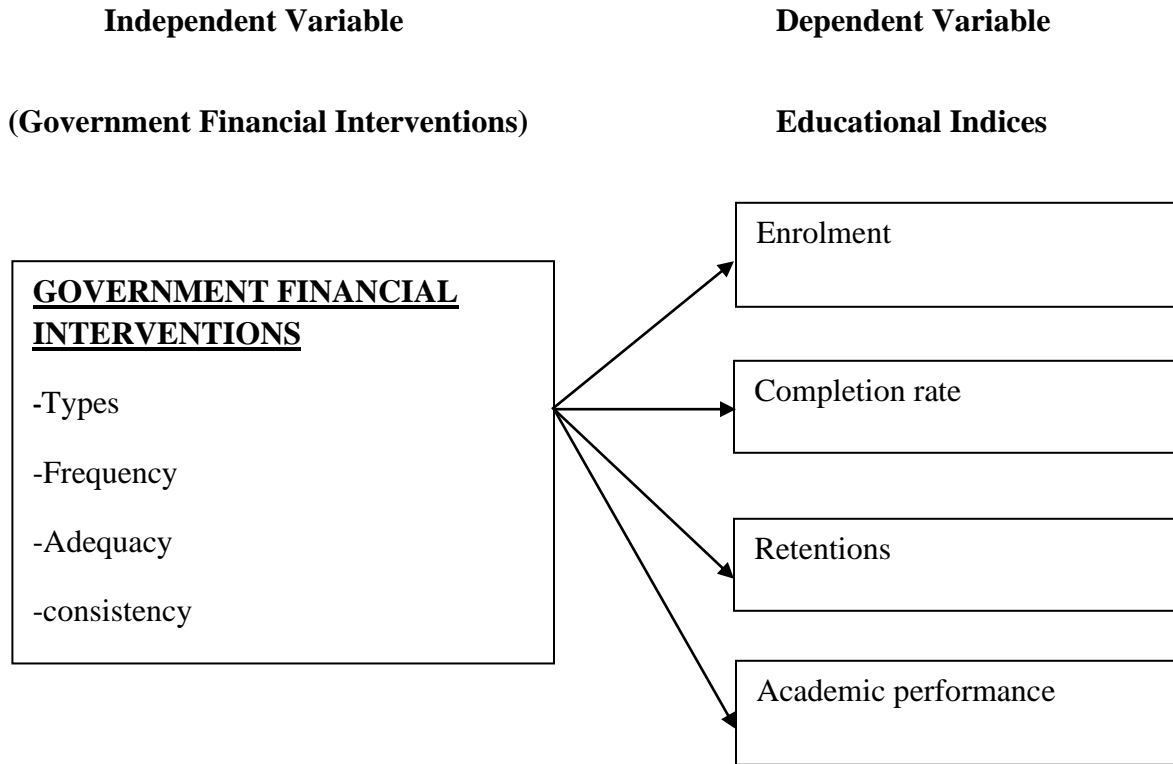 Independent Variable
Dependent Variable
(Government Financial Interventions)
Educational Indices
GOVERNMENT FINANCIAL
INTERVENTIONS
-Types
-Frequency
-Adequacy
-consistency
Enrolment
Completion rate
Retentions
Academic performance